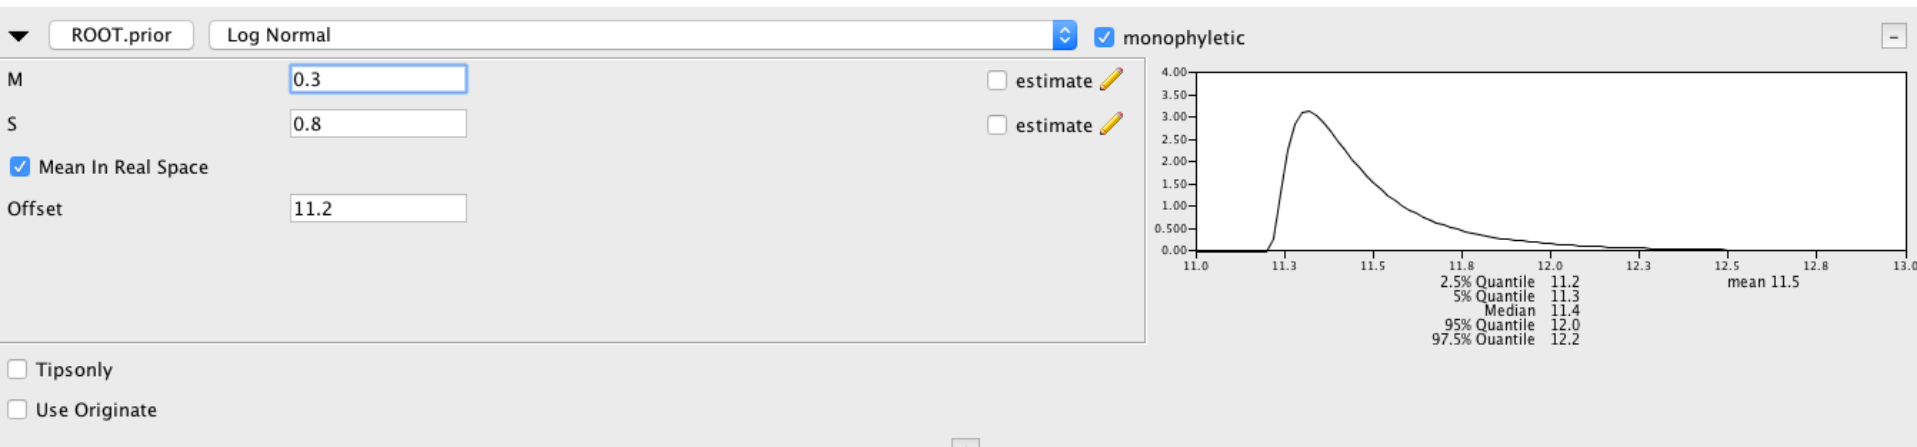 ROOT.prior Log Normal monophyletic -
M 0.3 estimate
S 0.8 estimate
Mean In Real Space
Offset 11.2
4.00
3.50
3.00
2.50
2.00
1.50
1.00
0.500
0.00
11.0 11.3 11.5 11.8 12.0 12.3 12.5 12.8 13.0
2.5% Quantile 11.2 mean 11.5
5% Quantile 11.3
Median 11.4
95% Quantile 12.0
97.5% Quantile 12.2
Tipsonly
Use Originate